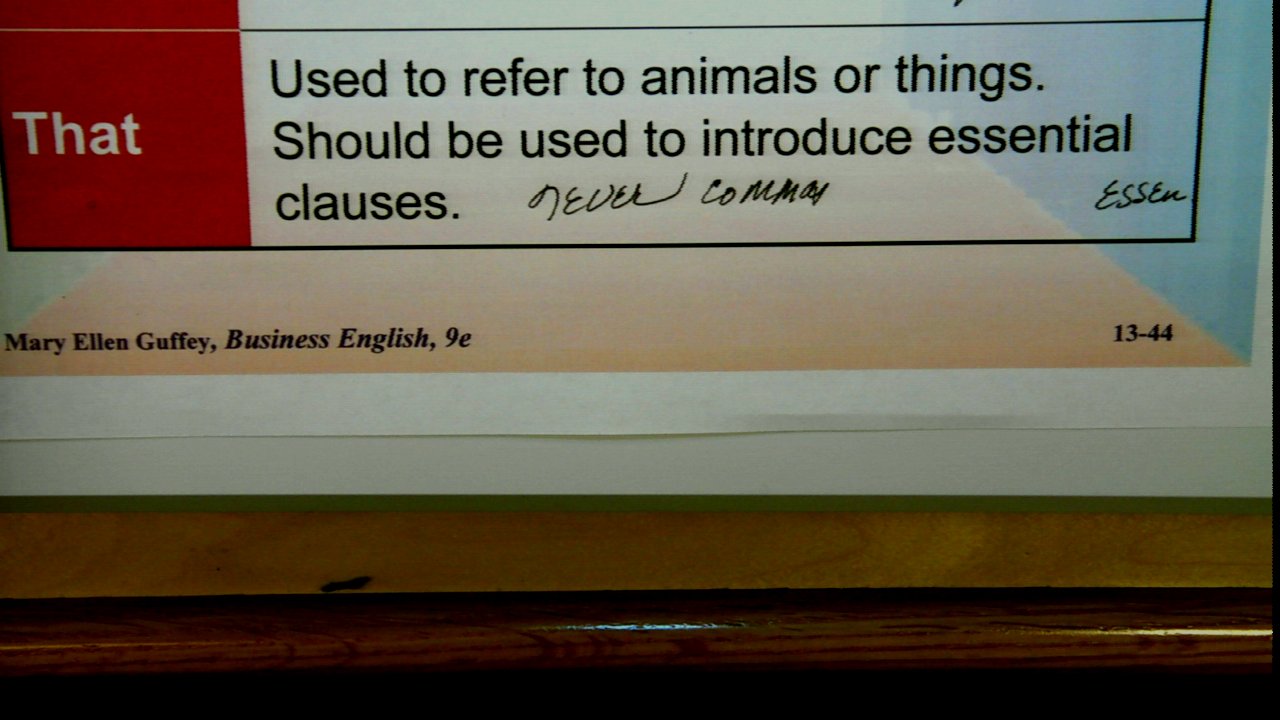 That
Used to refer to animals or things.
Should be used to introduce essential
clauses. never commas Essen
Mary Ellen Guffey, Business English, 9e
13-44